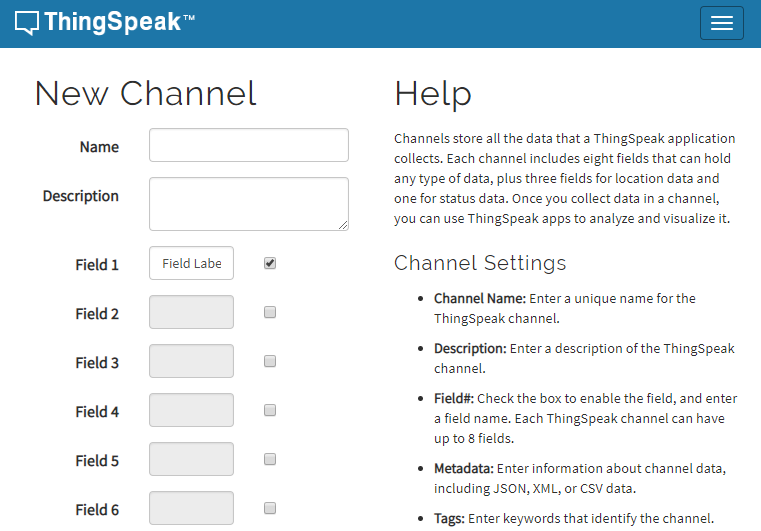 ThingSpeak™
New Channel
Name
Description
Field 1
Field Labe
Field 2
Field 3
Field 4
Field 5
Field 6
Help
Channels store all the data that a ThingSpeak application
collects. Each channel includes eight fields that can hold
any type of data, plus three fields for location data and
one for status data. Once you collect data in a channel,
you can use ThingSpeak apps to analyze and visualize it.
Channel Settings
• Channel Name: Enter a unique name for the
ThingSpeak channel.
• Description: Enter a description of the ThingSpeak
channel.
• Field#: Check the box to enable the field, and enter
a field name. Each ThingSpeak channel can have
up to 8 fields.
• Metadata: Enter information about channel data,
including JSON, XML, or CSV data.
• Tags: Enter keywords that identify the channel.